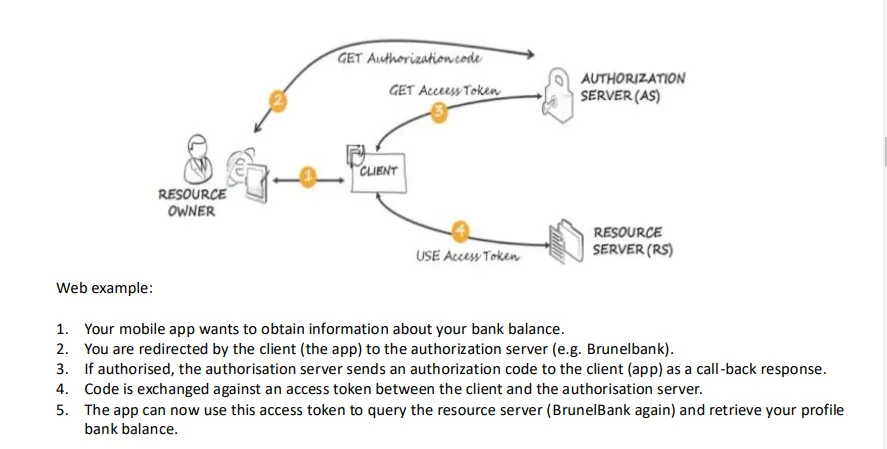 GET Authorization code
GET Access Token
AUTHORIZATION
SERVER (AS)
2
3
CLIENT
1
RESOURCE
OWNER
4
RESOURCE
SERVER (RS)
USE Access Token
Web example:
1. Your mobile app wants to obtain information about your bank balance.
2. You are redirected by the client (the app) to the authorization server (e.g. Brunelbank).
3. If authorised, the authorisation server sends an authorization code to the client (app) as a call-back response.
4. Code is exchanged against an access token between the client and the authorisation server.
5. The app can now use this access token to query the resource server (BrunelBank again) and retrieve your profile
bank balance.